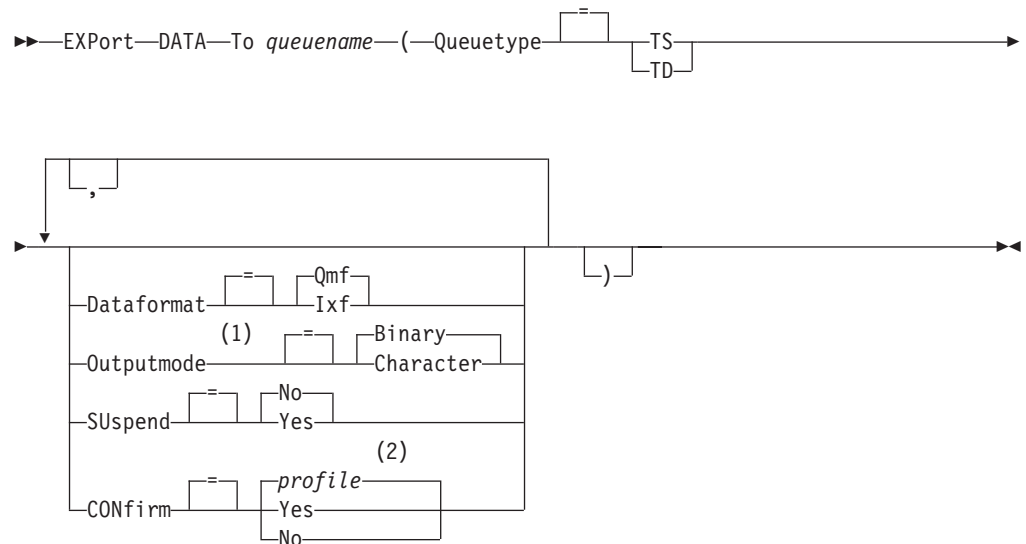 =
EXPort DATA To queuename ( Queuetype TS
TD
,
= Qmf
Dataformat Ixf
(1)
= Binary
Outputmode Character
= No
SUspend Yes
(2)
= profile
CONfirm Yes
No
)